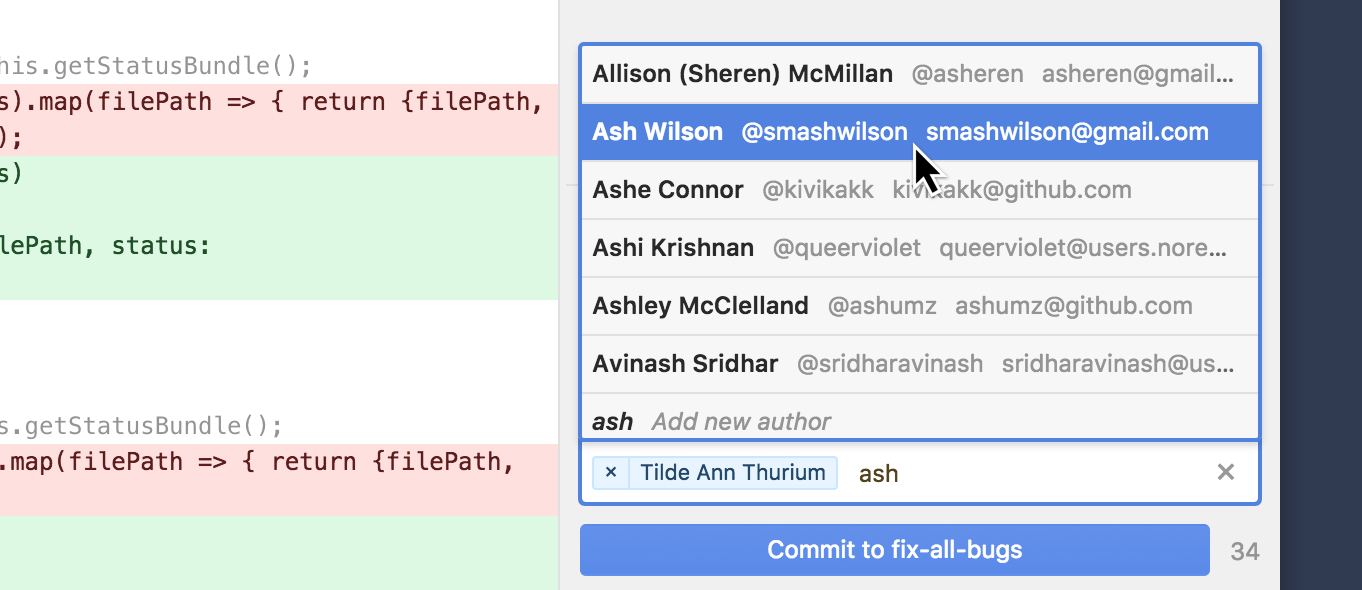 his.getStatusBundle();
s).map(filePath => { return {filePath,
);
s)
lePath, status:
s.getStatusBundle();
.map(filePath => { return {filePath,
Allison (Sheren) McMillan @asheren asheren@gmail...
Ash Wilson @smashwilson smashwilson@gmail.com
Ashe Connor @kivikakk kivikakk@github.com
Ashi Krishnan @queerviolet queerviolet@users.nore...
Ashley McClelland @ashumz ashumz@github.com
Avinash Sridhar @sridharavinash sridharavinash@us...
ash Add new author
× Tilde Ann Thurium ash ×
Commit to fix-all-bugs 34